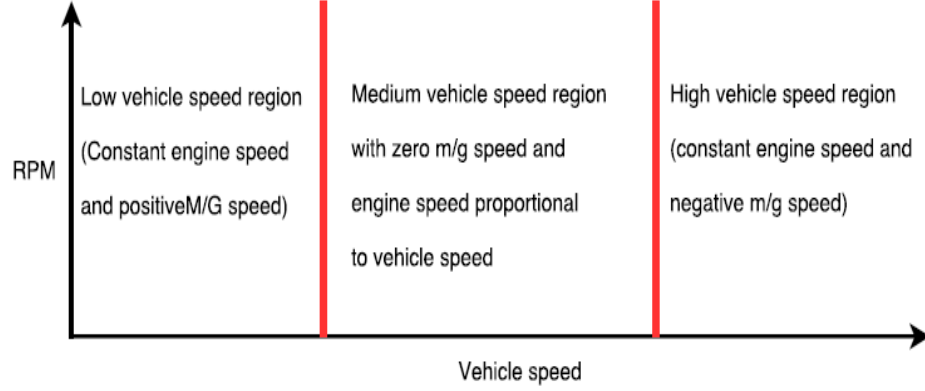 Low vehicle speed region
(Constant engine speed
and positiveM/G speed)
Medium vehicle speed region
with zero m/g speed and
engine speed proportional
to vehicle speed
High vehicle speed region
(constant engine speed and
negative m/g speed)
RPM
Vehicle speed